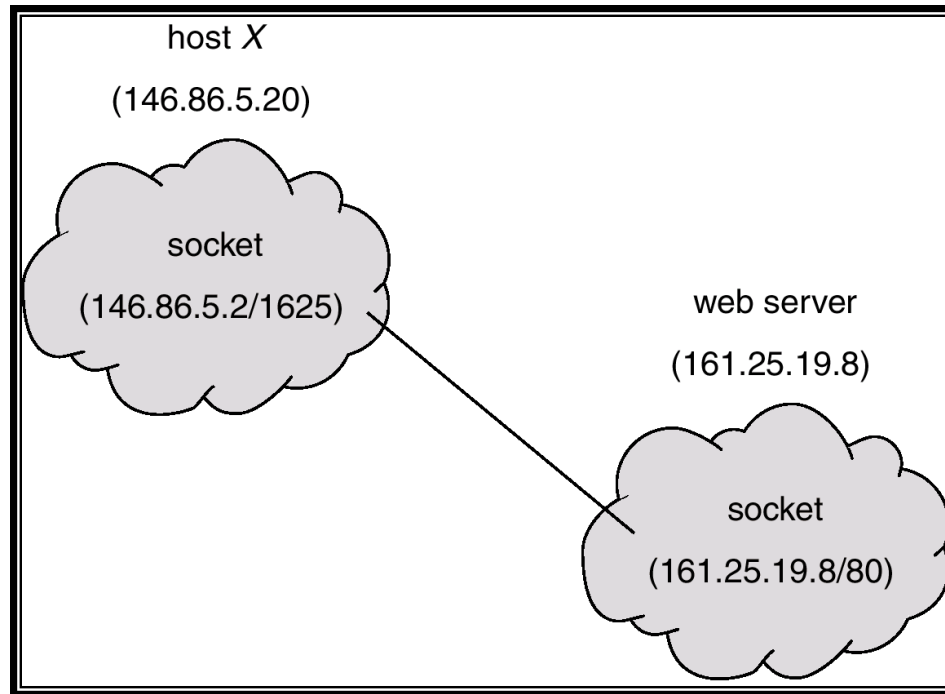 host X
(146.86.5.20)
socket
(146.86.5.2/1625)
web server
(161.25.19.8)
socket
(161.25.19.8/80)